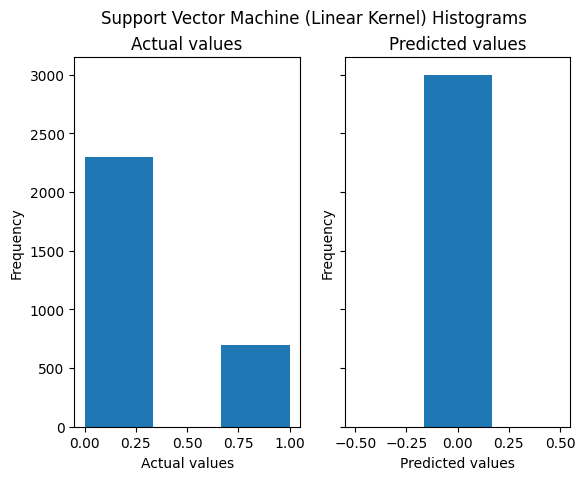 Support Vector Machine (Linear Kernel) Histograms
Actual values
Predicted values
3000
2500
2000
1500
1000
500
0
Frequency
Frequency
0.00 0.25 0.50 0.75 1.00
−0.50 −0.25 0.00 0.25 0.50
Actual values
Predicted values